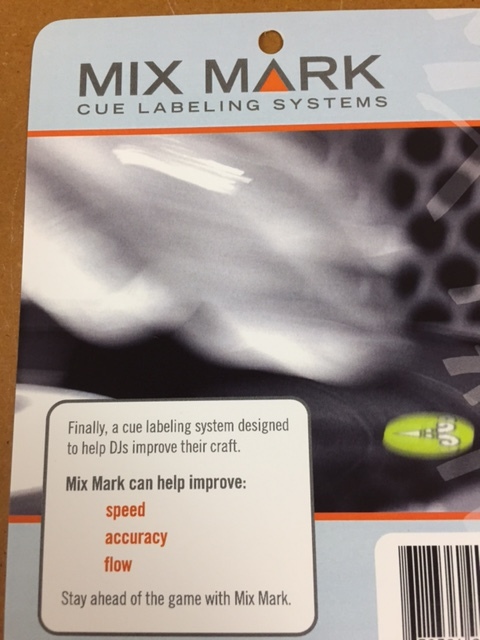 MIX MARK
CUE LABELING SYSTEMS
Finally, a cue labeling system designed
to help DJs improve their craft.
Mix Mark can help improve:
speed
accuracy
flow
Stay ahead of the game with Mix Mark.